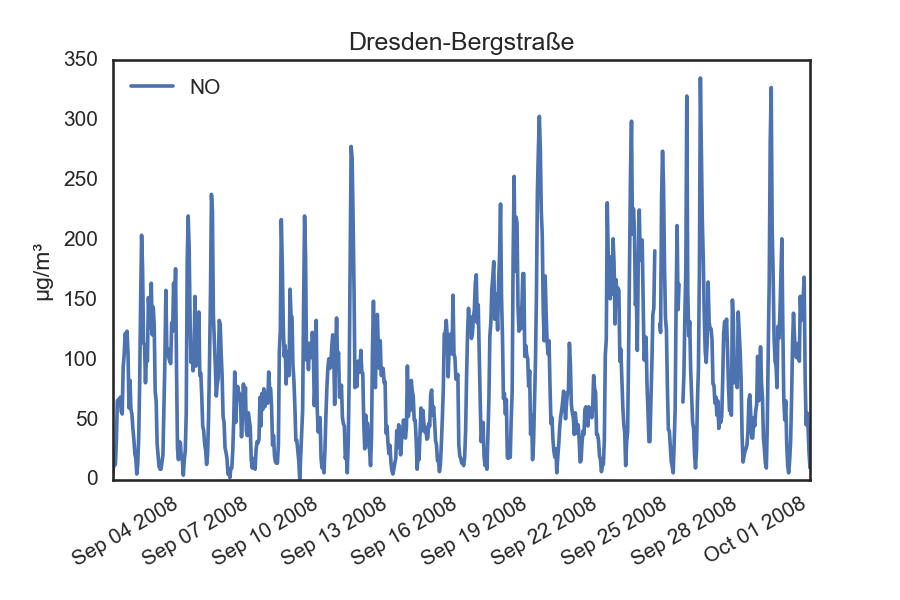 Dresden-Bergstraße
NO
µg/m³
350
300
250
200
150
100
50
0
Sep 04 2008
Sep 07 2008
Sep 10 2008
Sep 13 2008
Sep 16 2008
Sep 19 2008
Sep 22 2008
Sep 25 2008
Sep 28 2008
Oct 01 2008